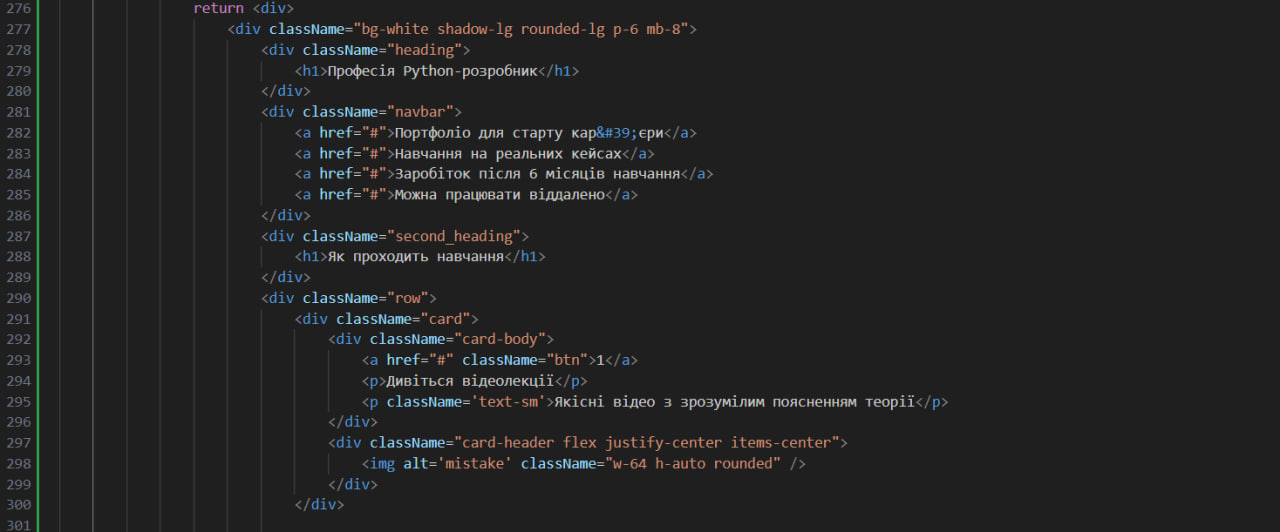 276 return <div>
277 <div className="bg-white shadow-lg rounded-lg p-6 mb-8">
278 <div className="heading">
279 <h1>Професія Python-розробник</h1>
280 </div>
281 <div className="navbar">
282 <a href="#">Портфоліо для старту кар&#39;єри</a>
283 <a href="#">Навчання на реальних кейсах</a>
284 <a href="#">Заробіток після 6 місяців навчання</a>
285 <a href="#">Можна працювати віддалено</a>
286 </div>
287 <div className="second_heading">
288 <h1>Як проходить навчання</h1>
289 </div>
290 <div className="row">
291 <div className="card">
292 <div className="card-body">
293 <a href="#" className="btn">1</a>
294 <p>Дивіться відеолекції</p>
295 <p className='text-sm'>Якісні відео з зрозумілим поясненням теорії</p>
296 </div>
297 <div className="card-header flex justify-center items-center">
298 <img alt='mistake' className="w-64 h-auto rounded" />
299 </div>
300 </div>
301